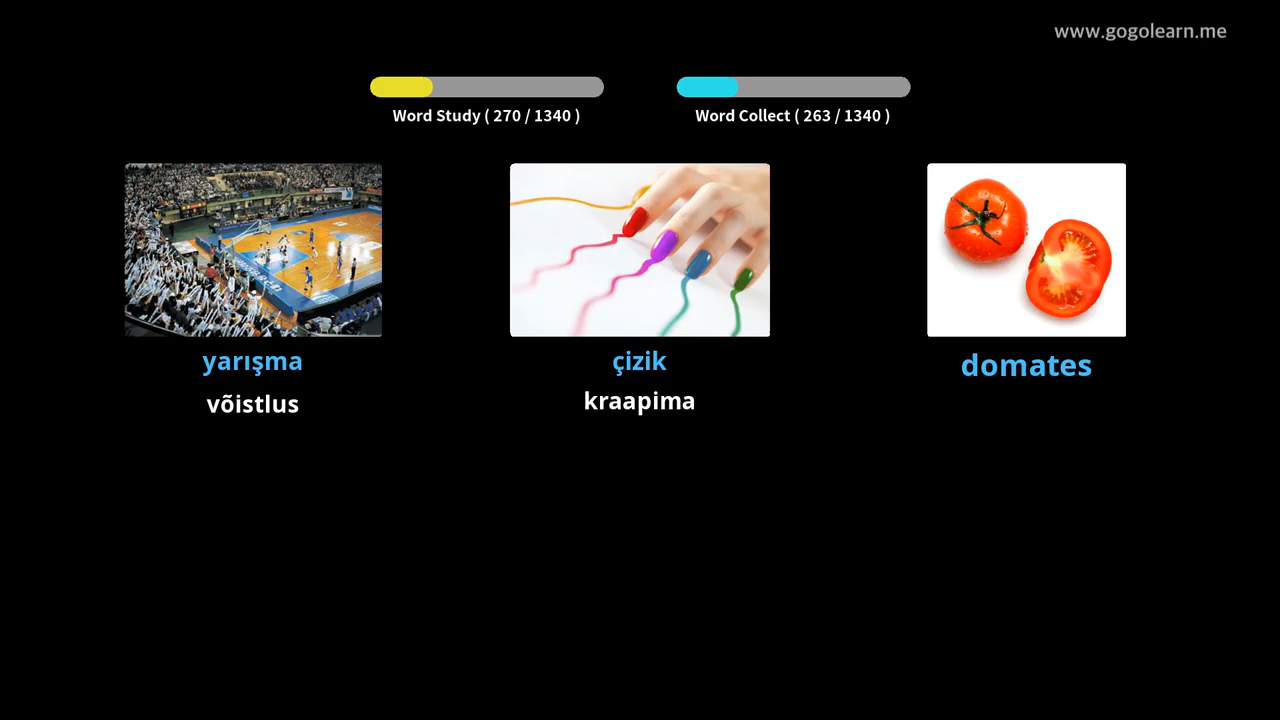 www.gogolearn.me
Word Study ( 270 / 1340 )
Word Collect ( 263 / 1340 )
yarışma
çizik
domates
võistlus
kraapima